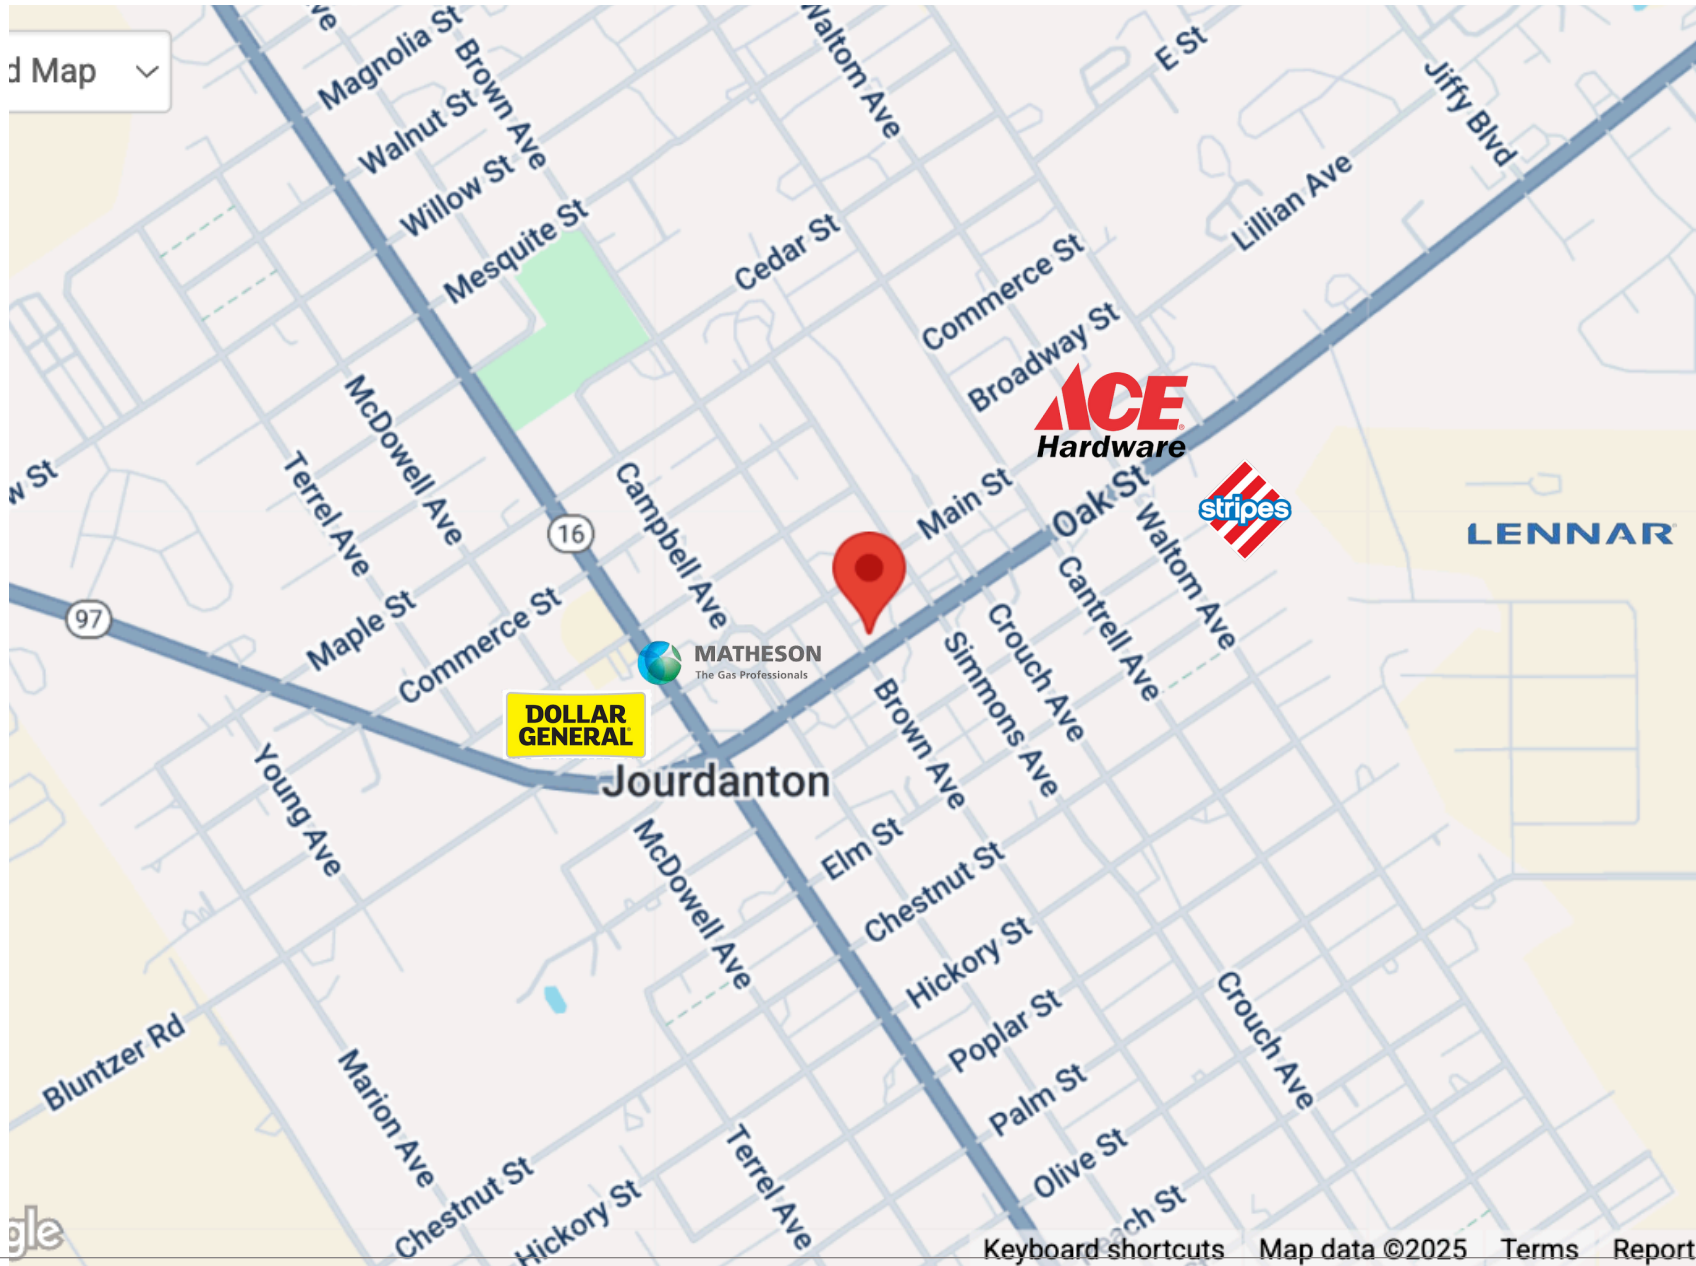 d Map
Magnolia St
Brown Ave
Waltom Ave
E St
Jiffy Blvd
Walnut St
Willow St
Mesquite St
Cedar St
Lillian Ave
Commerce St
Broadway St
ACE
Hardware
McDowell Ave
Terrel Ave
w St
16
Campbell Ave
Main St
Oak St
stripes
LENNAR
Waltom Ave
Cantrell Ave
97
Maple St
Commerce St
MATHESON
The Gas Professionals
Crouch Ave
Simmons Ave
DOLLAR
GENERAL
Brown Ave
Jourdanton
Young Ave
McDowell Ave
Elm St
Chestnut St
Hickory St
Poplar St
Crouch Ave
Bluntzer Rd
Marion Ave
Palm St
Olive St
Terrel Ave
Chestnut St
Hickory St
gle
Keyboard shortcuts
Map data ©2025
Terms
Report